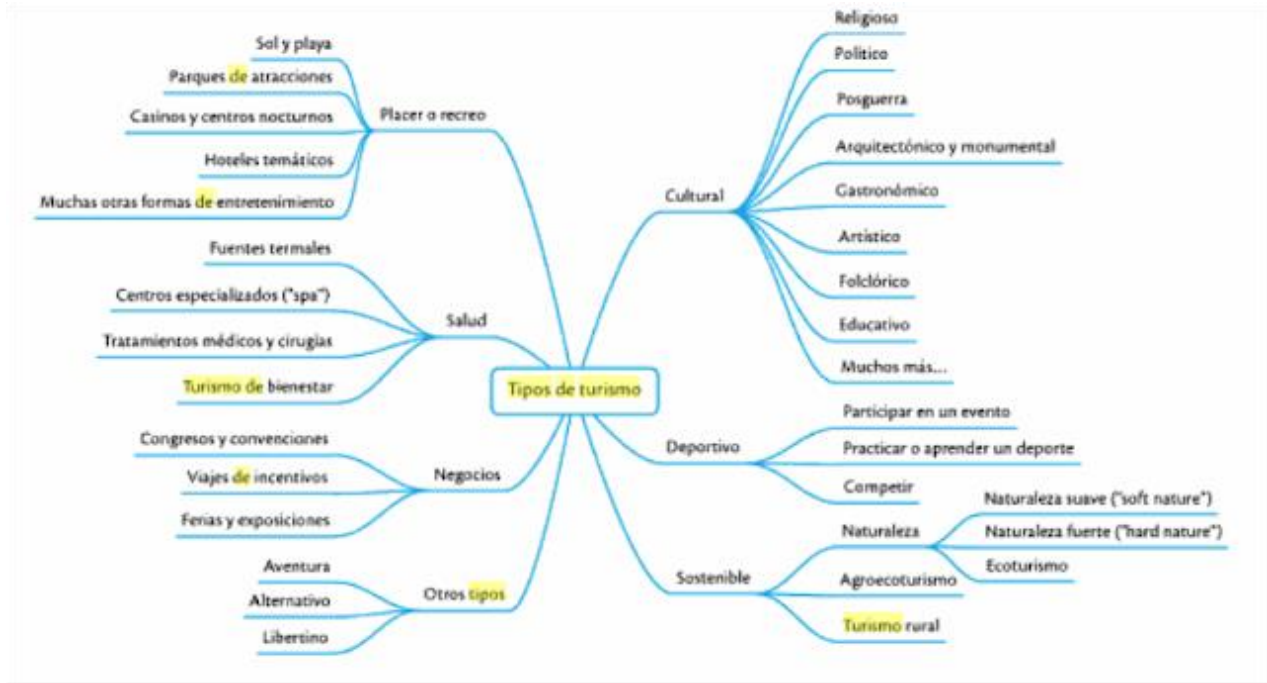 Tipos de turismo
Placer o recreo
Sol y playa
Parques de atracciones
Casinos y centros nocturnos
Hoteles temáticos
Muchas otras formas de entretenimiento
Salud
Fuentes termales
Centros especializados ("spa")
Tratamientos médicos y cirugías
Turismo de bienestar
Negocios
Congresos y convenciones
Viajes de incentivos
Ferias y exposiciones
Otros tipos
Aventura
Alternativo
Libertino
Cultural
Religioso
Político
Posguerra
Arquitectónico y monumental
Gastronómico
Artístico
Folclórico
Educativo
Muchos más...
Deportivo
Participar en un evento
Practicar o aprender un deporte
Competir
Sostenible
Naturaleza
Naturaleza suave ("soft nature")
Naturaleza fuerte ("hard nature")
Ecoturismo
Agroecoturismo
Turismo rural